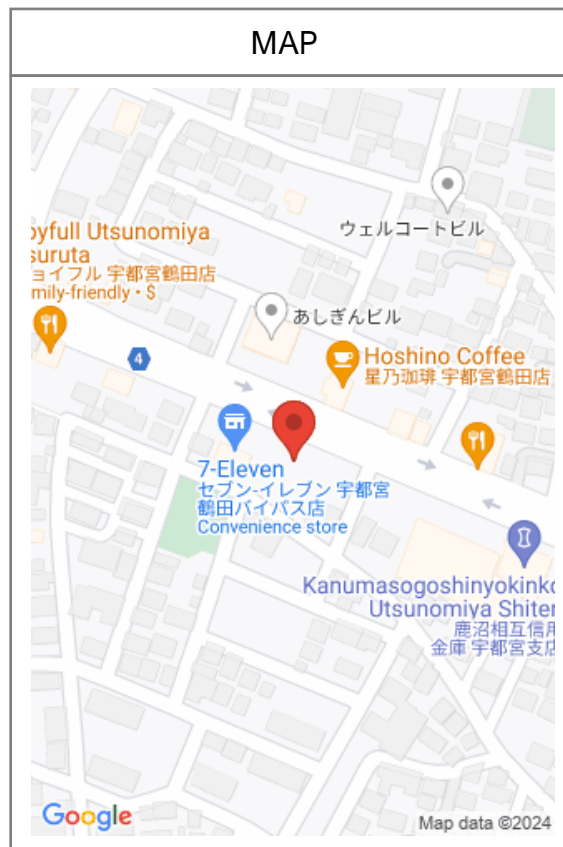 MAP
ウェルコートビル
oyfull Utsunomiya
suruta
ョイフル 宇都宮鶴田店
mily-friendly • $
あしぎんビル
4
Hoshino Coffee
星乃珈琲 宇都宮鶴田店
7-Eleven
セブン-イレブン 宇都宮
鶴田バイパス店
Convenience store
Kanumasogoshinyokinko
Utsunomiya Shiten
鹿沼相互信用
金庫 宇都宮支店
Google
Map data ©2024